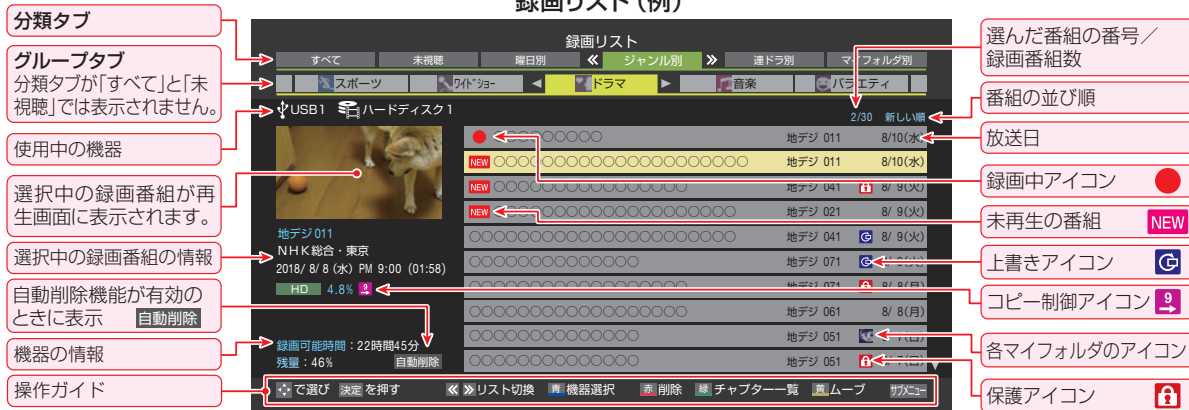 録画リスト（例）
分類タブ
グループタブ
分類タブが「すべて」と「未
視聴」では表示されません。
使用中の機器
選択中の録画番組が再
生画面に表示されます。
選択中の録画番組の情報
自動削除機能が有効の
ときに表示 自動削除
機器の情報
操作ガイド
録画リスト
すべて 未視聴 曜日別 ≪ ジャンル別 ≫ 連ドラ別 マイフォルダ別
スポーツ ワイドショー ◀ ドラマ ▶ 音楽 バラエティ
USB1 ハードディスク1
2/30 新しい順
○○○○○○○○○ 地デジ 011 8/10(水)
NEW ○○○○○○○○○○○○○○○○○○○○○ 地デジ 011 8/10(水)
NEW ○○○○○○○○○○○○○○○○ 地デジ 041 8/ 9(火)
NEW ○○○○○○○○○○○○○○○○○○○○ 地デジ 021 8/ 9(火)
○○○○○○○○○○○○○○○○○○○○○○ 地デジ 041 8/ 9(火)
○○○○○○○○○○○○○○ 地デジ 071
○○○○○○○○○○○○○○ 地デジ 071 8/ 8(月)
○○○○○○○○○○○○○○○○○○ 地デジ 061 8/ 8(月)
○○○○○○○○○○○○○○ 地デジ 051 8/ 7(日)
○○○○○○○○○○○○○○ 地デジ 051 8/ 7(日)
地デジ 011
NHK総合・東京
2018/ 8/ 8 (水) PM 9:00 (01:58)
HD 4.8% 9
録画可能時間：22時間45分
残量：46% 自動削除
で選び 決定 を押す ≪ ≫ リスト切換 青 機器選択 赤 削除 緑 チャプター一覧 黄 ムーブ サブメニュー
選んだ番組の番号／
録画番組数
番組の並び順
放送日
録画中アイコン
未再生の番組 NEW
上書きアイコン
コピー制御アイコン 9
各マイフォルダのアイコン
保護アイコン